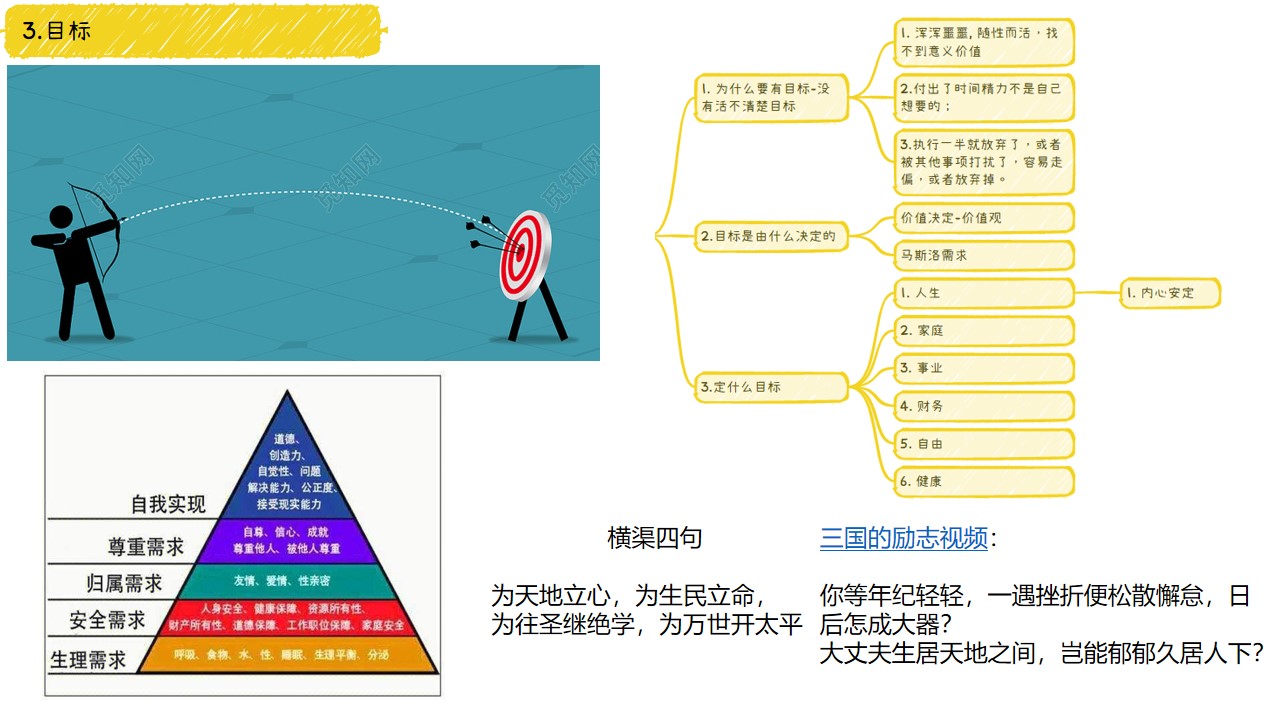 3.目标
觅知网
觅知网
觅知网
1. 为什么要有目标-没
有活不清楚目标
1. 浑浑噩噩, 随性而活，找
不到意义价值
2.付出了时间精力不是自己
想要的；
3.执行一半就放弃了，或者
被其他事项打扰了，容易走
偏，或者放弃掉。
2.目标是由什么决定的
价值决定-价值观
马斯洛需求
3.定什么目标
1. 人生
1. 内心安定
2. 家庭
3. 事业
4. 财务
5. 自由
6. 健康
自我实现
道德、
创造力、
自觉性、问题
解决能力、公正度、
接受现实能力
尊重需求
自尊、信心、成就
尊重他人、被他人尊重
归属需求
友情、爱情、性亲密
安全需求
人身安全、健康保障、资源所有性、
财产所有性、道德保障、工作职位保障、家庭安全
生理需求
呼吸、食物、水、性、睡眠、生理平衡、分泌
横渠四句
为天地立心，为生民立命，
为往圣继绝学，为万世开太平
三国的励志视频：
你等年纪轻轻，一遇挫折便松散懈怠，日
后怎成大器？
大丈夫生居天地之间，岂能郁郁久居人下？